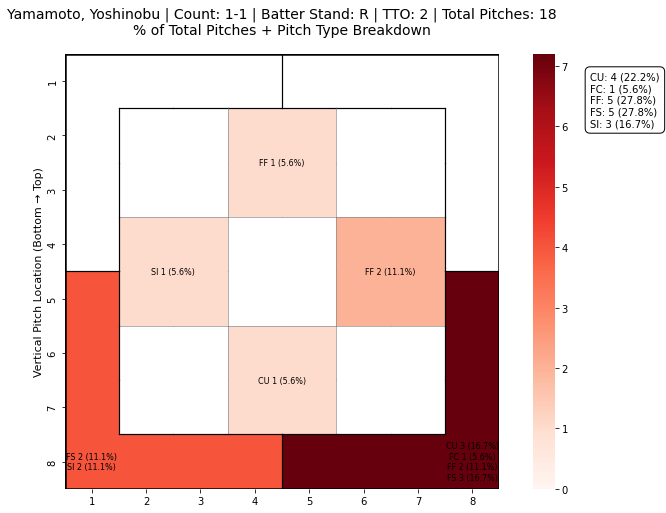 Yamamoto, Yoshinobu | Count: 1-1 | Batter Stand: R | TTO: 2 | Total Pitches: 18
% of Total Pitches + Pitch Type Breakdown
Vertical Pitch Location (Bottom → Top)
1
2
3
4
5
6
7
8
FF 1 (5.6%)
SI 1 (5.6%)
FF 2 (11.1%)
CU 1 (5.6%)
FS 2 (11.1%)
SI 2 (11.1%)
CU 3 (16.7%)
FC 1 (5.6%)
FF 2 (11.1%)
FS 3 (16.7%)
1
2
3
4
5
6
7
8
7
6
5
4
3
2
1
0
CU: 4 (22.2%)
FC: 1 (5.6%)
FF: 5 (27.8%)
FS: 5 (27.8%)
SI: 3 (16.7%)